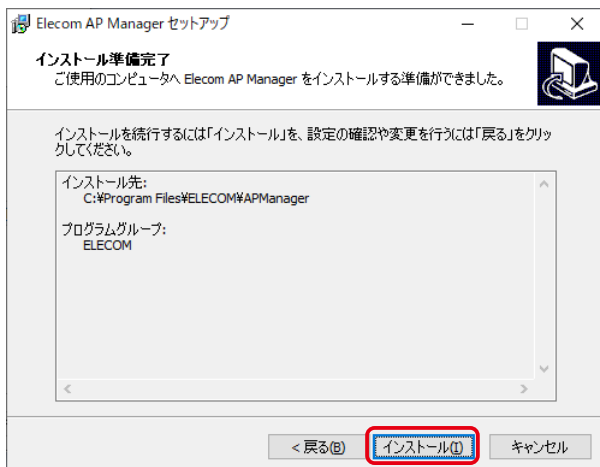 Elecom AP Manager セットアップ
インストール準備完了
ご使用のコンピュータへ Elecom AP Manager をインストールする準備ができました。
インストールを続行するには「インストール」を、設定の確認や変更を行うには「戻る」をクリッ
クしてください。
インストール先:
C:¥Program Files¥ELECOM¥APManager
プログラムグループ:
ELECOM
< 戻る(B) インストール(I) キャンセル